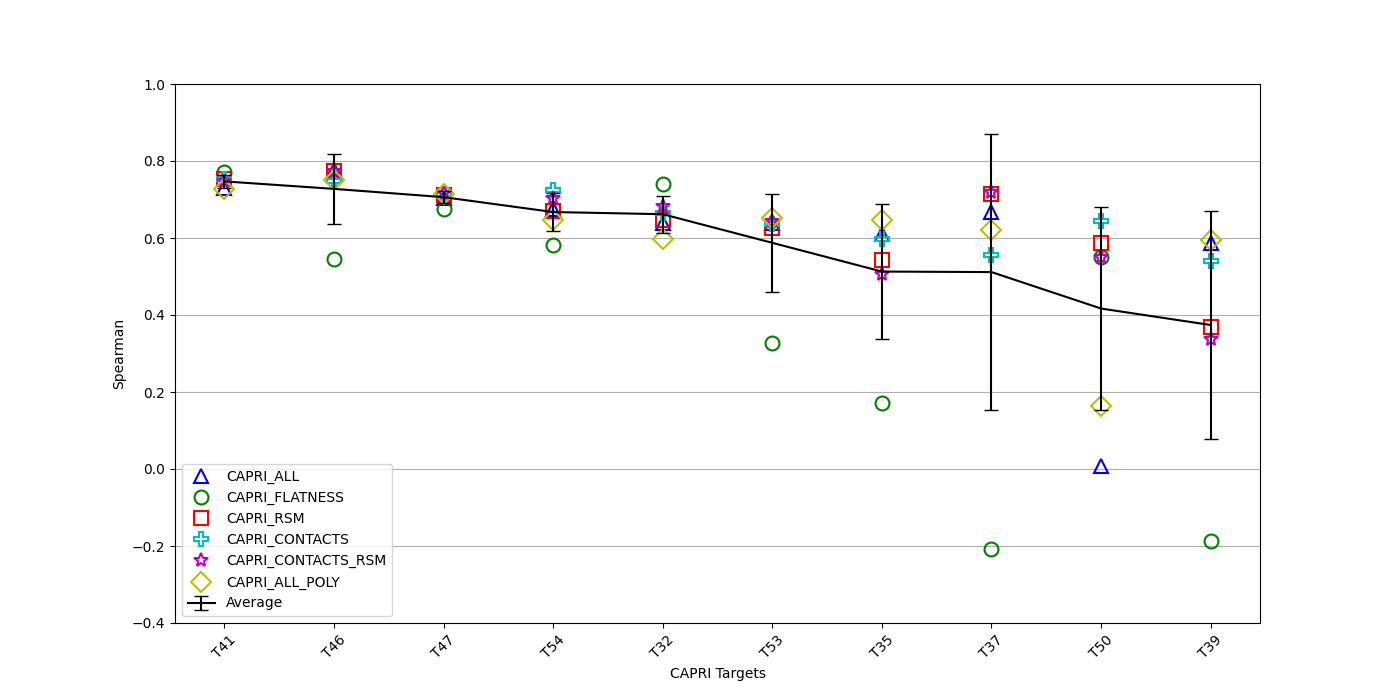 1.0
0.8
0.6
0.4
0.2
0.0
−0.2
−0.4
Spearman
CAPRI_ALL
CAPRI_FLATNESS
CAPRI_RSM
CAPRI_CONTACTS
CAPRI_CONTACTS_RSM
CAPRI_ALL_POLY
Average
T41 T46 T47 T54 T32 T53 T35 T37 T50 T39
CAPRI Targets